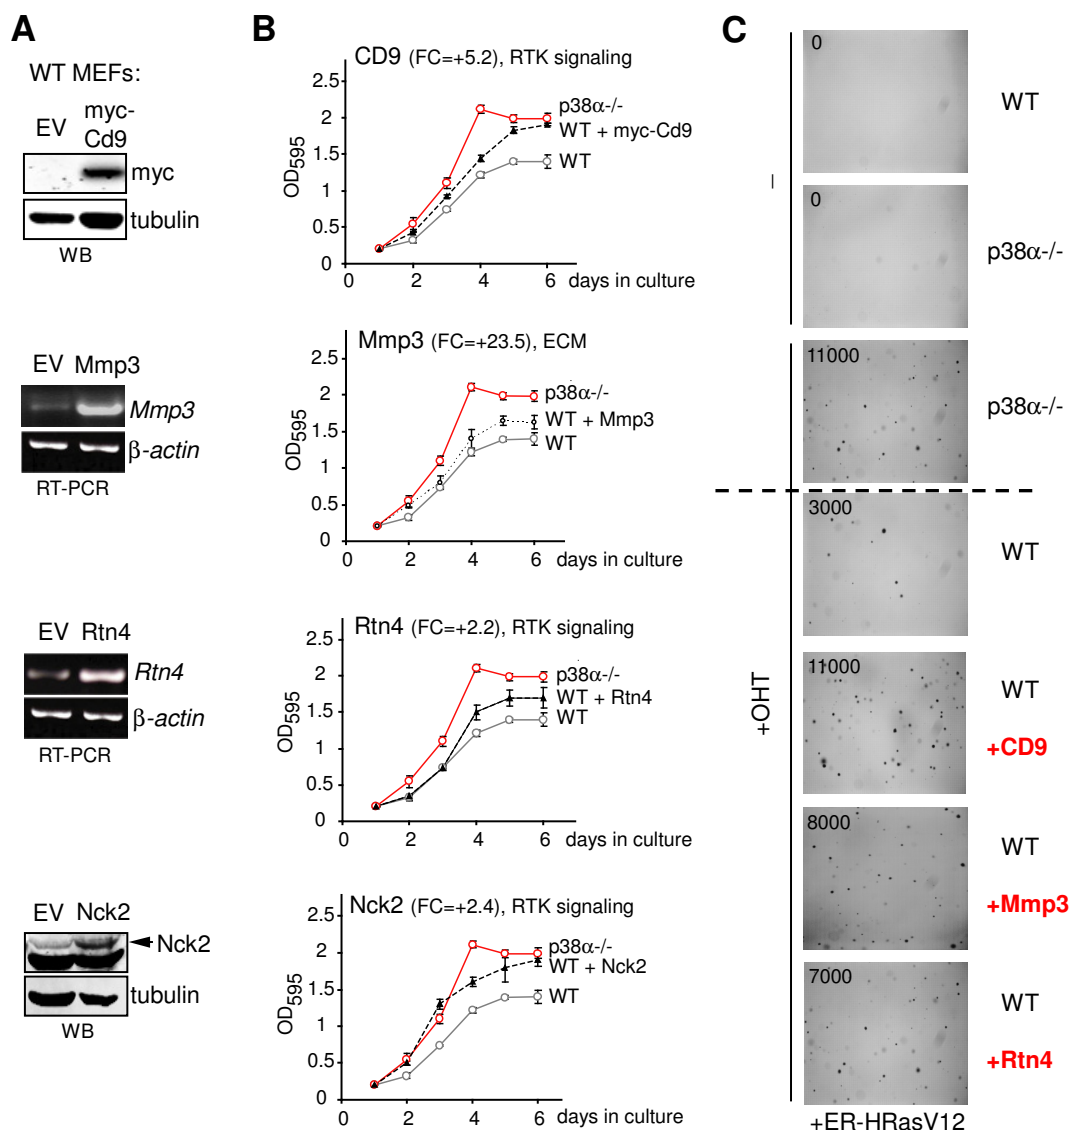 A
WT MEFs:
EV
myc-
Cd9
myc
tubulin
WB
EV Mmp3
Mmp3
β-actin
RT-PCR
EV Rtn4
Rtn4
β-actin
RT-PCR
EV Nck2
Nck2
tubulin
WB
B
CD9 (FC=+5.2), RTK signaling
2.5
2
1.5
1
0.5
0
OD595
0 2 4 6 days in culture
p38α-/-
WT + myc-Cd9
WT
Mmp3 (FC=+23.5), ECM
2.5
2
1.5
1
0.5
0
OD595
0 2 4 6 days in culture
p38α-/-
WT + Mmp3
WT
Rtn4 (FC=+2.2), RTK signaling
2.5
2
1.5
1
0.5
0
OD595
0 2 4 6 days in culture
p38α-/-
WT + Rtn4
WT
Nck2 (FC=+2.4), RTK signaling
2.5
2
1.5
1
0.5
0
OD595
0 2 4 6 days in culture
p38α-/-
WT + Nck2
WT
C
–
0
WT
0
p38α-/-
+OHT
11000
p38α-/-
3000
WT
11000
WT
+CD9
8000
WT
+Mmp3
7000
WT
+Rtn4
+ER-HRasV12